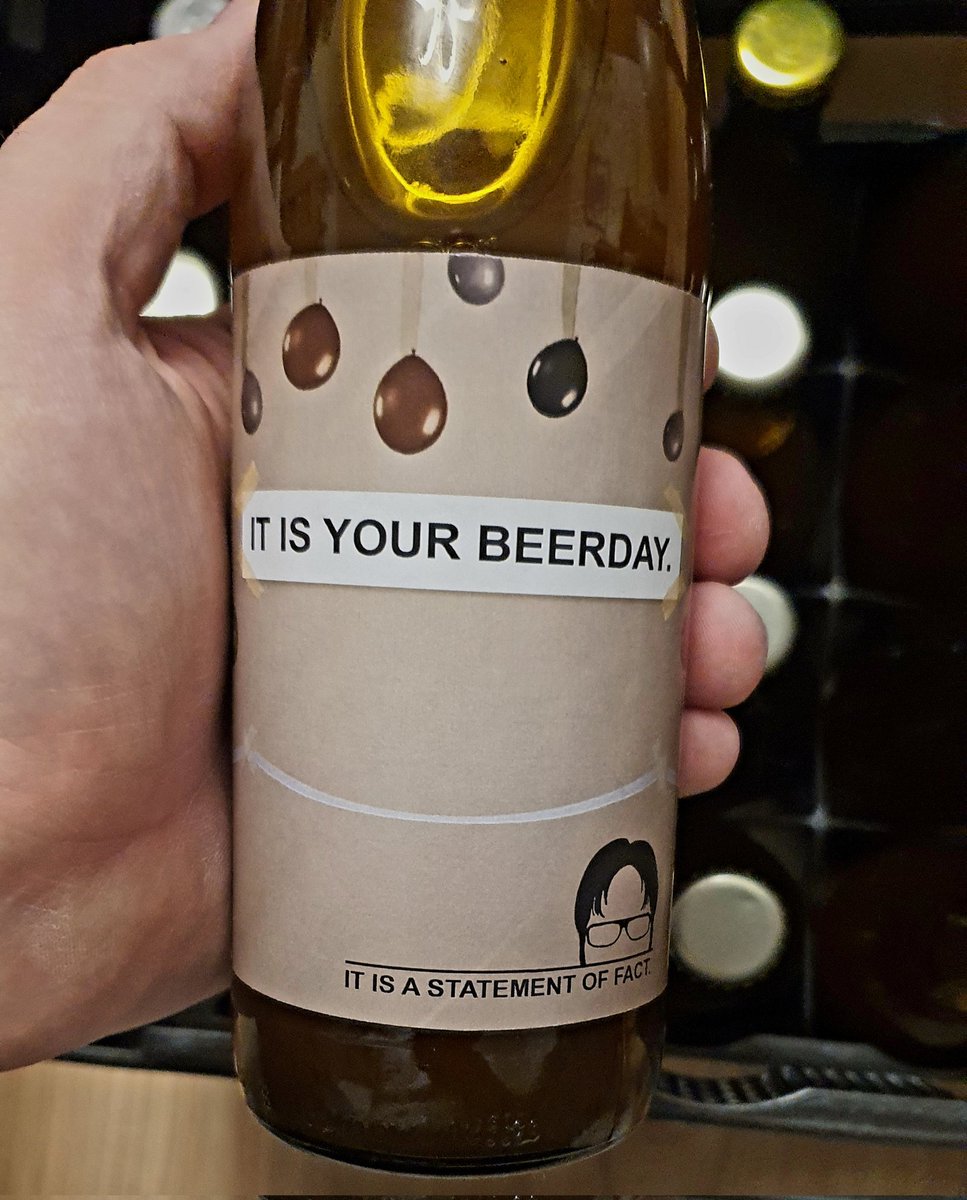 IT IS YOUR BEERDAY.
IT IS A STATEMENT OF FACT.